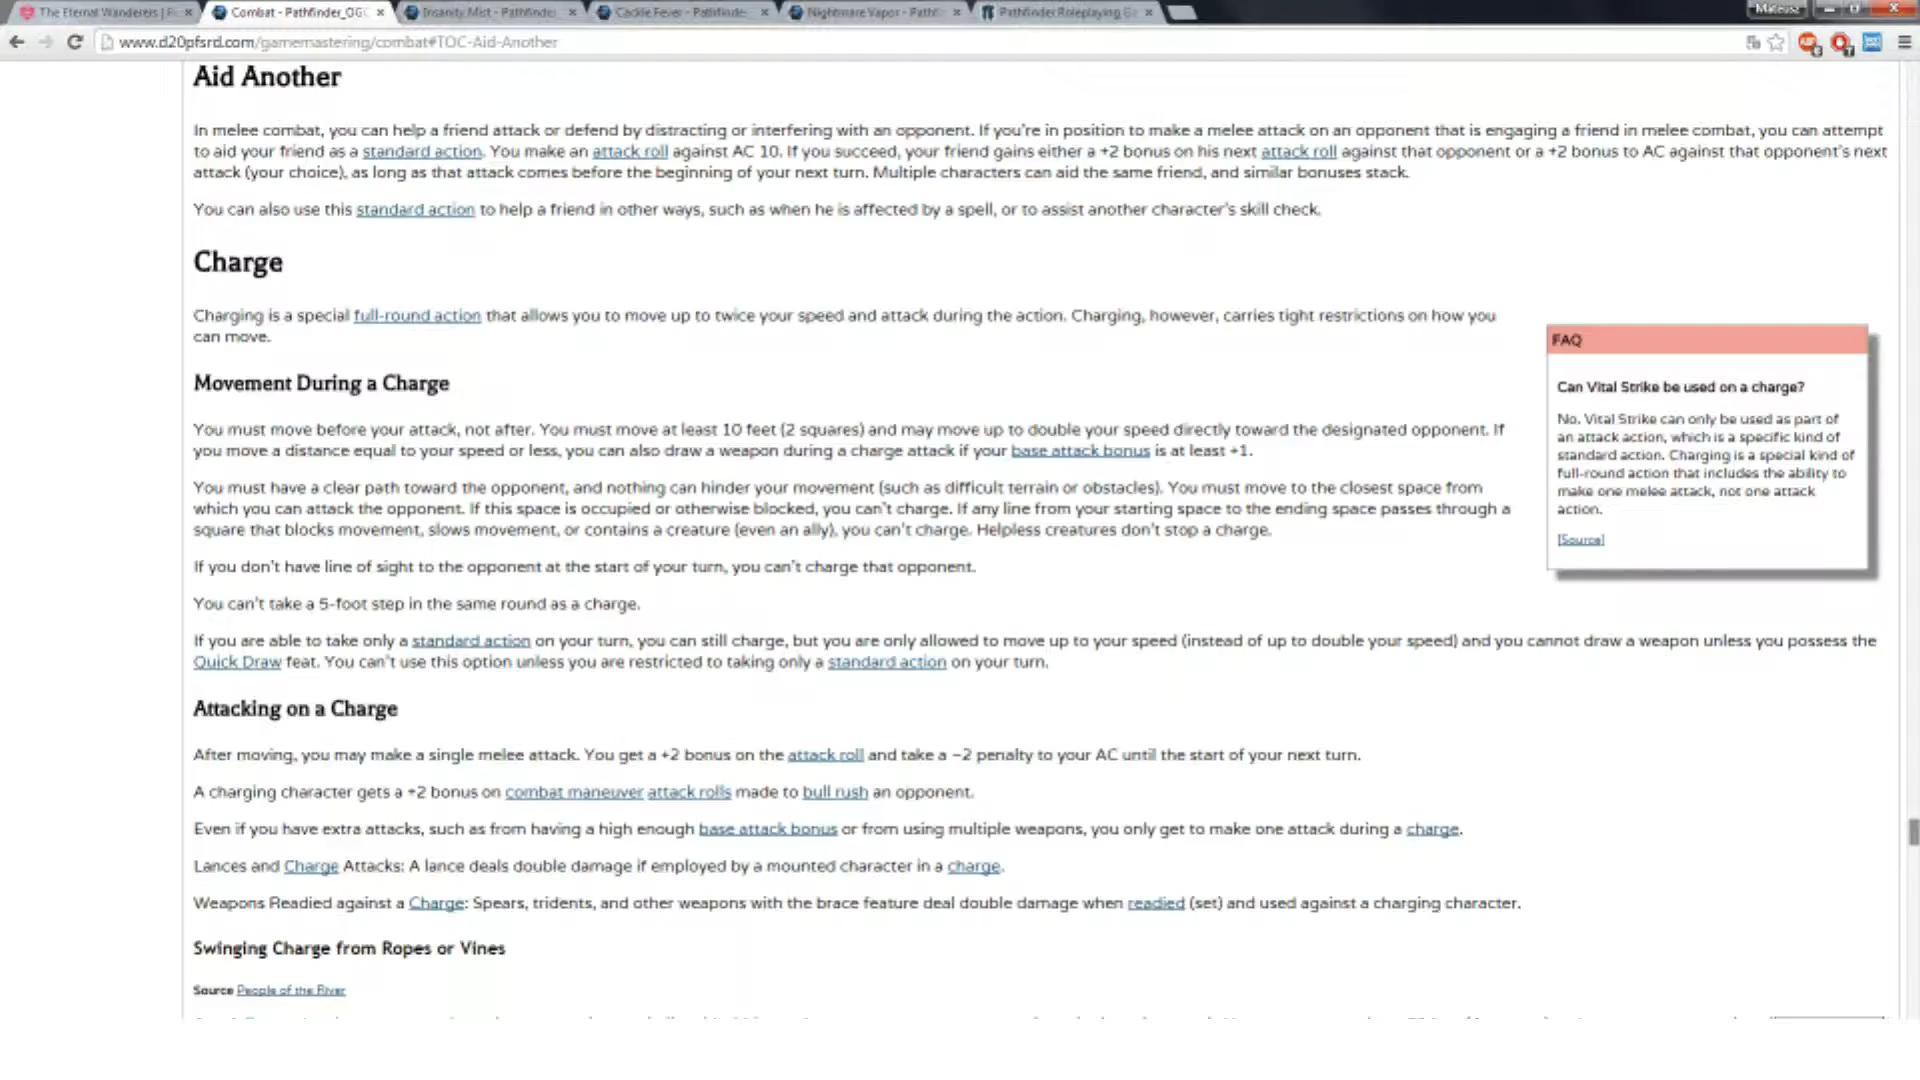 The Eternal Wanderers |
Combat - Pathfinder_OG
Insanity Mist - Pathfinder
Cackle Fever - Pathfinder
Nightmare Vapor - Pathf
Pathfinder Roleplaying G
Mateusz
www.d20pfsrd.com/gamemastering/combat#TOC-Aid-Another
Aid Another
In melee combat, you can help a friend attack or defend by distracting or interfering with an opponent. If you're in position to make a melee attack on an opponent that is engaging a friend in melee combat, you can attempt
to aid your friend as a standard action. You make an attack roll against AC 10. If you succeed, your friend gains either a +2 bonus on his next attack roll against that opponent or a +2 bonus to AC against that opponent's next
attack (your choice), as long as that attack comes before the beginning of your next turn. Multiple characters can aid the same friend, and similar bonuses stack.
You can also use this standard action to help a friend in other ways, such as when he is affected by a spell, or to assist another character's skill check.
Charge
Charging is a special full-round action that allows you to move up to twice your speed and attack during the action. Charging, however, carries tight restrictions on how you
can move.
Movement During a Charge
You must move before your attack, not after. You must move at least 10 feet (2 squares) and may move up to double your speed directly toward the designated opponent. If
you move a distance equal to your speed or less, you can also draw a weapon during a charge attack if your base attack bonus is at least +1.
You must have a clear path toward the opponent, and nothing can hinder your movement (such as difficult terrain or obstacles). You must move to the closest space from
which you can attack the opponent. If this space is occupied or otherwise blocked, you can't charge. If any line from your starting space to the ending space passes through a
square that blocks movement, slows movement, or contains a creature (even an ally), you can't charge. Helpless creatures don't stop a charge.
If you don't have line of sight to the opponent at the start of your turn, you can't charge that opponent.
You can't take a 5-foot step in the same round as a charge.
FAQ
Can Vital Strike be used on a charge?
No. Vital Strike can only be used as part of
an attack action, which is a specific kind of
standard action. Charging is a special kind of
full-round action that includes the ability to
make one melee attack, not one attack
action.
[Source]
If you are able to take only a standard action on your turn, you can still charge, but you are only allowed to move up to your speed (instead of up to double your speed) and you cannot draw a weapon unless you possess the
Quick Draw feat. You can't use this option unless you are restricted to taking only a standard action on your turn.
Attacking on a Charge
After moving, you may make a single melee attack. You get a +2 bonus on the attack roll and take a −2 penalty to your AC until the start of your next turn.
A charging character gets a +2 bonus on combat maneuver attack rolls made to bull rush an opponent.
Even if you have extra attacks, such as from having a high enough base attack bonus or from using multiple weapons, you only get to make one attack during a charge.
Lances and Charge Attacks: A lance deals double damage if employed by a mounted character in a charge.
Weapons Readied against a Charge: Spears, tridents, and other weapons with the brace feature deal double damage when readied (set) and used against a charging character.
Swinging Charge from Ropes or Vines
Source People of the River